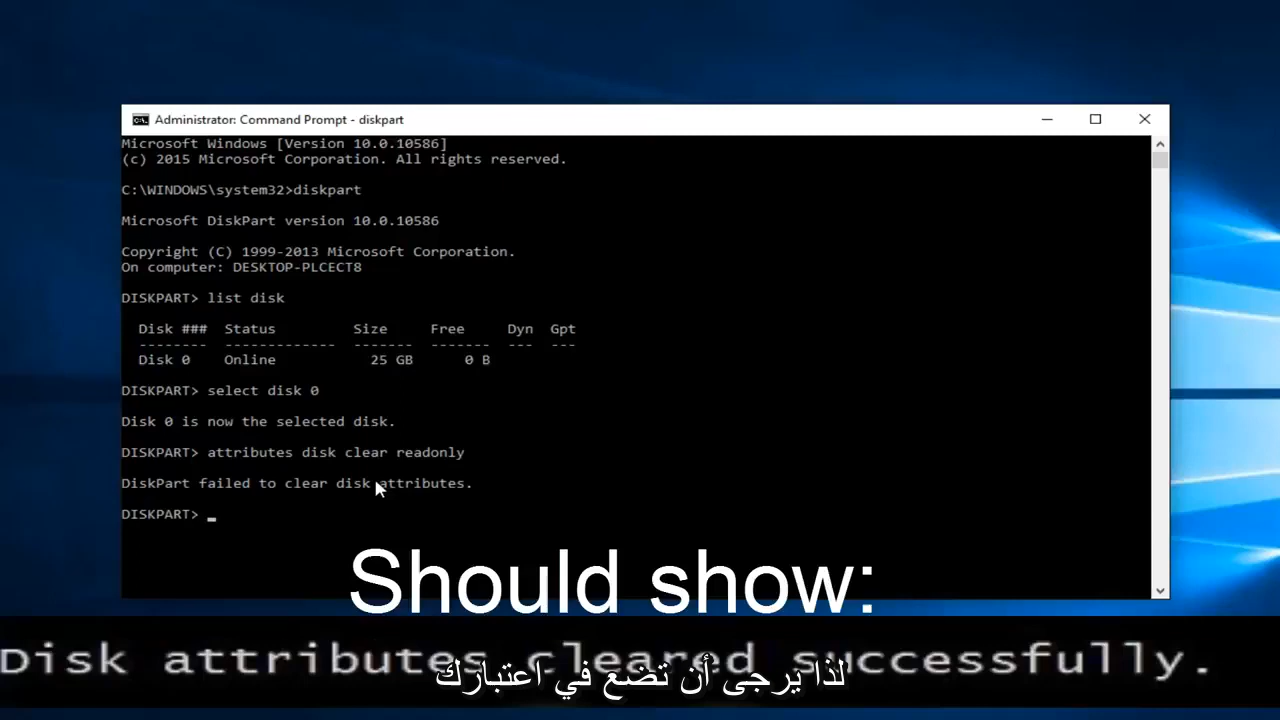 Administrator: Command Prompt - diskpart
Microsoft Windows [Version 10.0.10586]
(c) 2015 Microsoft Corporation. All rights reserved.
C:\WINDOWS\system32>diskpart
Microsoft DiskPart version 10.0.10586
Copyright (C) 1999-2013 Microsoft Corporation.
On computer: DESKTOP-PLCECT8
DISKPART> list disk
Disk ### Status Size Free Dyn Gpt
-------- ------------- ------- ------- --- ---
Disk 0 Online 25 GB 0 B
DISKPART> select disk 0
Disk 0 is now the selected disk.
DISKPART> attributes disk clear readonly
DiskPart failed to clear disk attributes.
DISKPART> _
Should show:
Disk attributes cleared successfully.
لذا يرجى أن تضع في اعتبارك